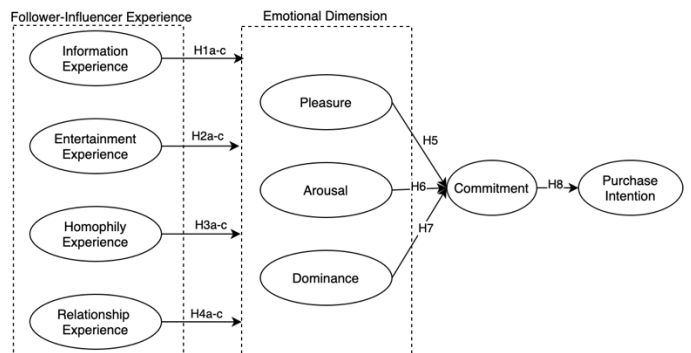 Follower-Influencer Experience
Emotional Dimension
Information
Experience
H1a-c
Entertainment
Experience
H2a-c
Homophily
Experience
H3a-c
Relationship
Experience
H4a-c
Pleasure
Arousal
Dominance
H5
H6
H7
Commitment
H8
Purchase
Intention